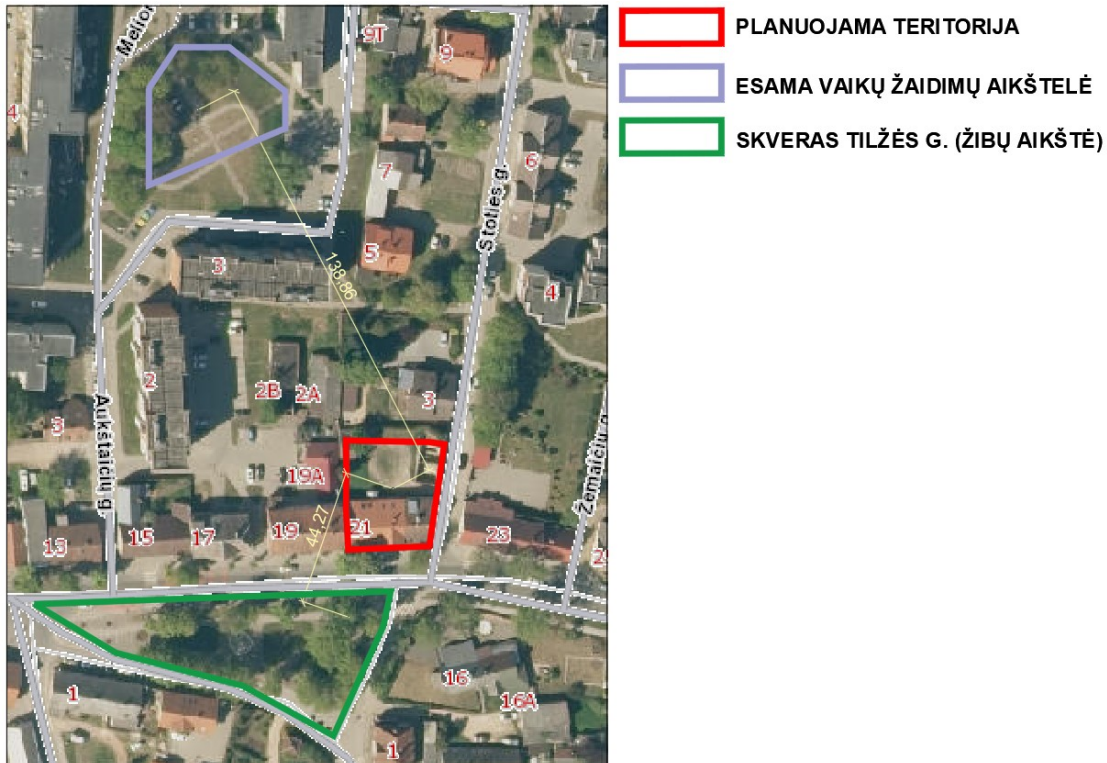 Melior
9T
9
4
7
6
Stoties g.
5
3
138.86
4
2
2B
2A
3
3
Aukštaičių g.
19A
Žemaičių g.
44.27
13
15
17
19
21
23
1
16
16A
1
PLANUOJAMA TERITORIJA
ESAMA VAIKŲ ŽAIDIMŲ AIKŠTELĖ
SKVERAS TILŽĖS G. (ŽIBŲ AIKŠTĖ)